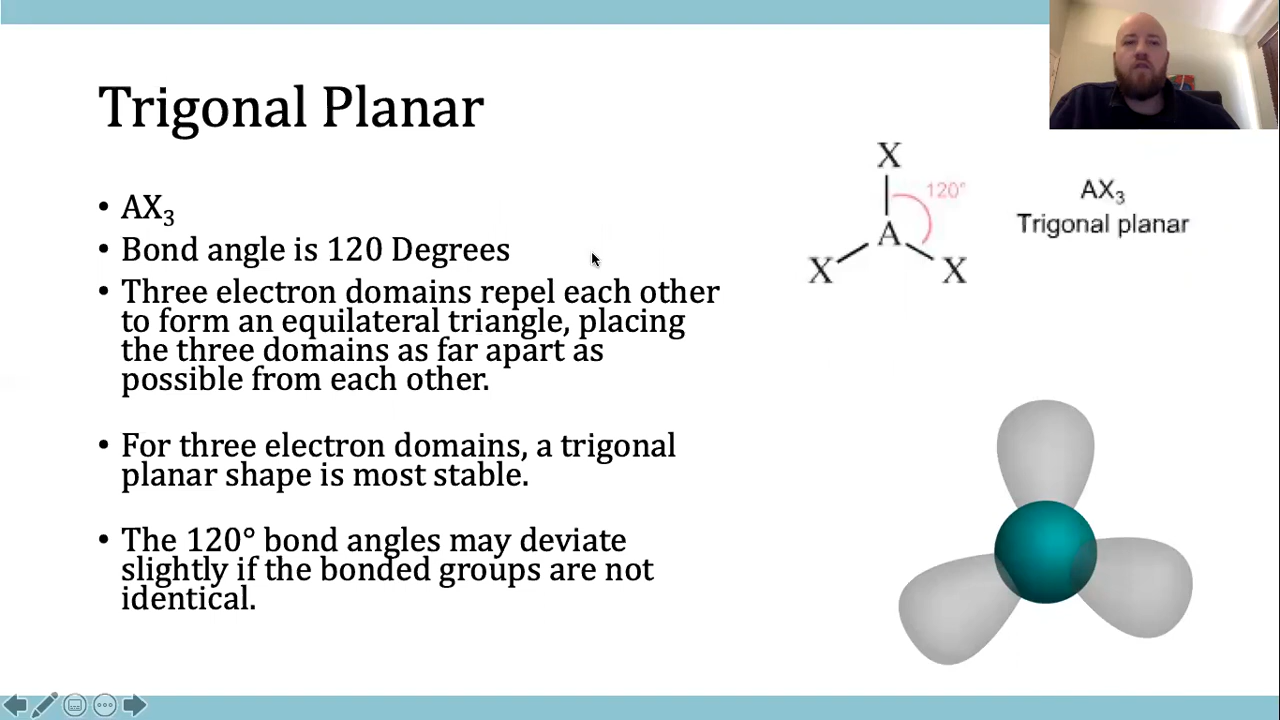 Trigonal Planar
• AX₃
• Bond angle is 120 Degrees
• Three electron domains repel each other
to form an equilateral triangle, placing
the three domains as far apart as
possible from each other.
• For three electron domains, a trigonal
planar shape is most stable.
• The 120° bond angles may deviate
slightly if the bonded groups are not
identical.
X
120°
A
X
X
AX₃
Trigonal planar